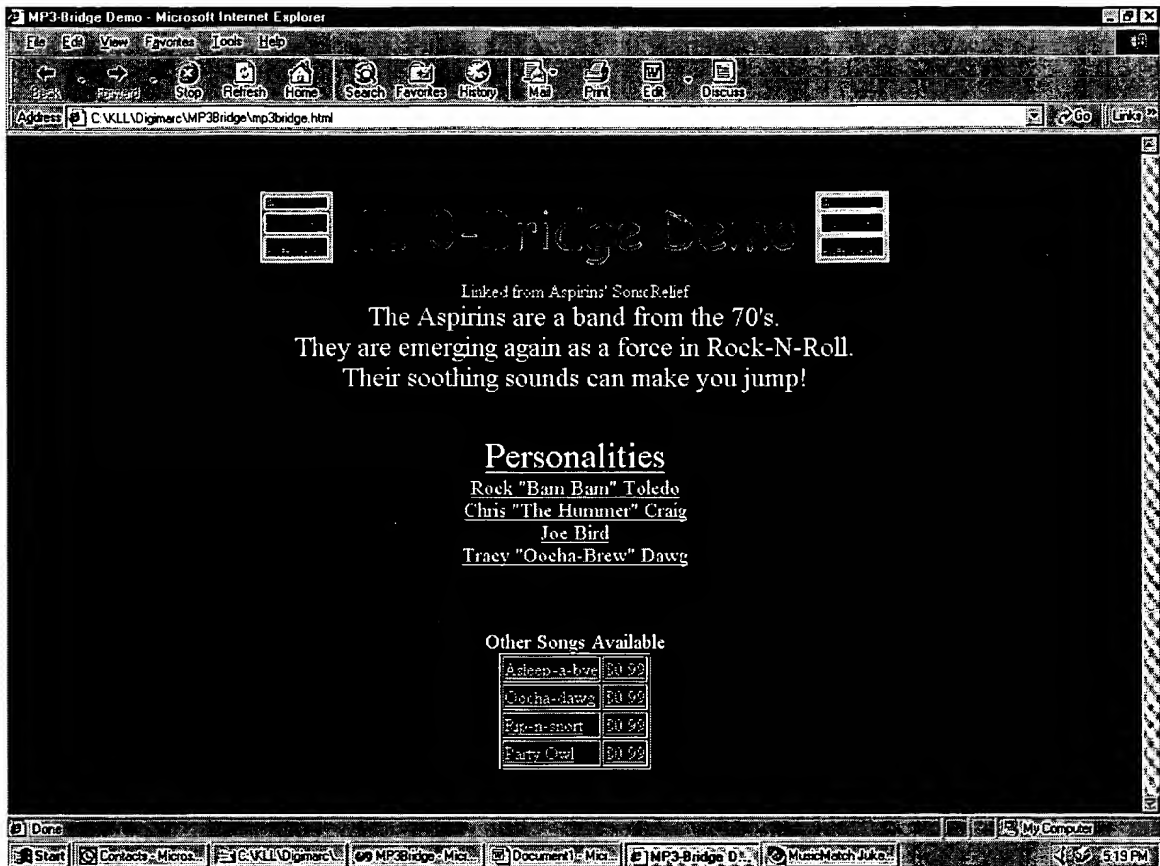 MP3-Bridge Demo - Microsoft Internet Explorer
File Edit View Favorites Tools Help
Back Forward Stop Refresh Home Search Favorites History Mail Print Edit Discuss
Address C:\KLL\Digimarc\MP3Bridge\mp3bridge.html Go Links »
MP3-Bridge Demo
Linked from Aspirins' SonicRelief
The Aspirins are a band from the 70's.
They are emerging again as a force in Rock-N-Roll.
Their soothing sounds can make you jump!
Personalities
Rock "Bam Bam" Toledo
Chris "The Hummer" Craig
Joe Bird
Tracy "Oocha-Brew" Dawg
Other Songs Available
Asleep-a-bye $0.99
Oocha-dawg $0.99
Rip-n-snort $0.99
Party Owl $0.99
Done My Computer
Start Contacts - Micros... C:\KLL\Digimarc\... MP3Bridge - Micr... Document1 - Micr... MP3-Bridge D... MusicMatch Juke... 5:19 PM